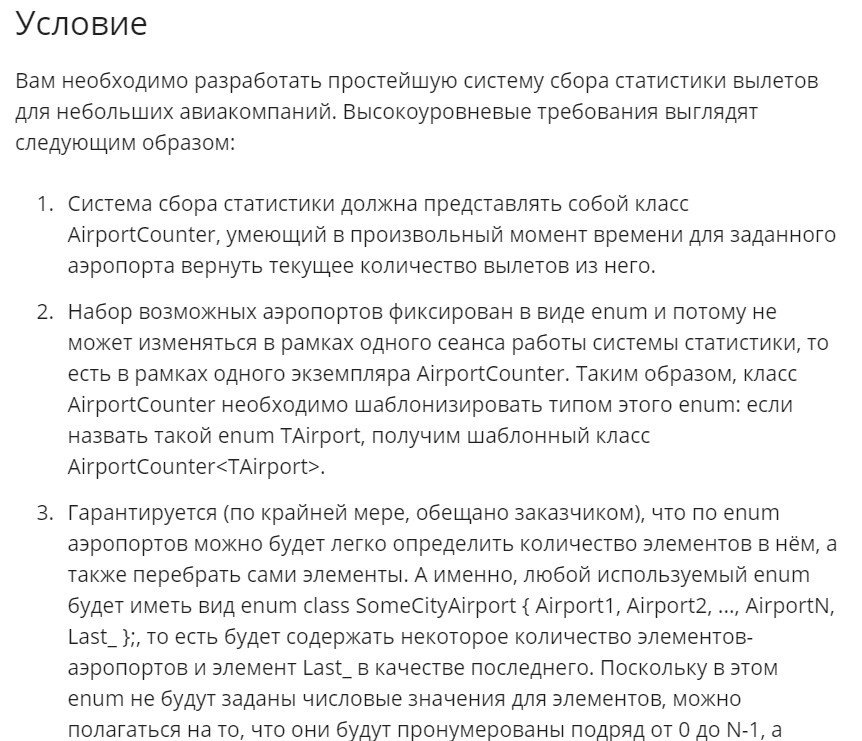 Условие
Вам необходимо разработать простейшую систему сбора статистики вылетов
для небольших авиакомпаний. Высокоуровневые требования выглядят
следующим образом:
1. Система сбора статистики должна представлять собой класс
AirportCounter, умеющий в произвольный момент времени для заданного
аэропорта вернуть текущее количество вылетов из него.
2. Набор возможных аэропортов фиксирован в виде enum и потому не
может изменяться в рамках одного сеанса работы системы статистики, то
есть в рамках одного экземпляра AirportCounter. Таким образом, класс
AirportCounter необходимо шаблонизировать типом этого enum: если
назвать такой enum TAirport, получим шаблонный класс
AirportCounter<TAirport>.
3. Гарантируется (по крайней мере, обещано заказчиком), что по enum
аэропортов можно будет легко определить количество элементов в нём, а
также перебрать сами элементы. А именно, любой используемый enum
будет иметь вид enum class SomeCityAirport { Airport1, Airport2, ..., AirportN,
Last_ };, то есть будет содержать некоторое количество элементов-
аэропортов и элемент Last_ в качестве последнего. Поскольку в этом
enum не будут заданы числовые значения для элементов, можно
полагаться на то, что они будут пронумерованы подряд от 0 до N-1, а